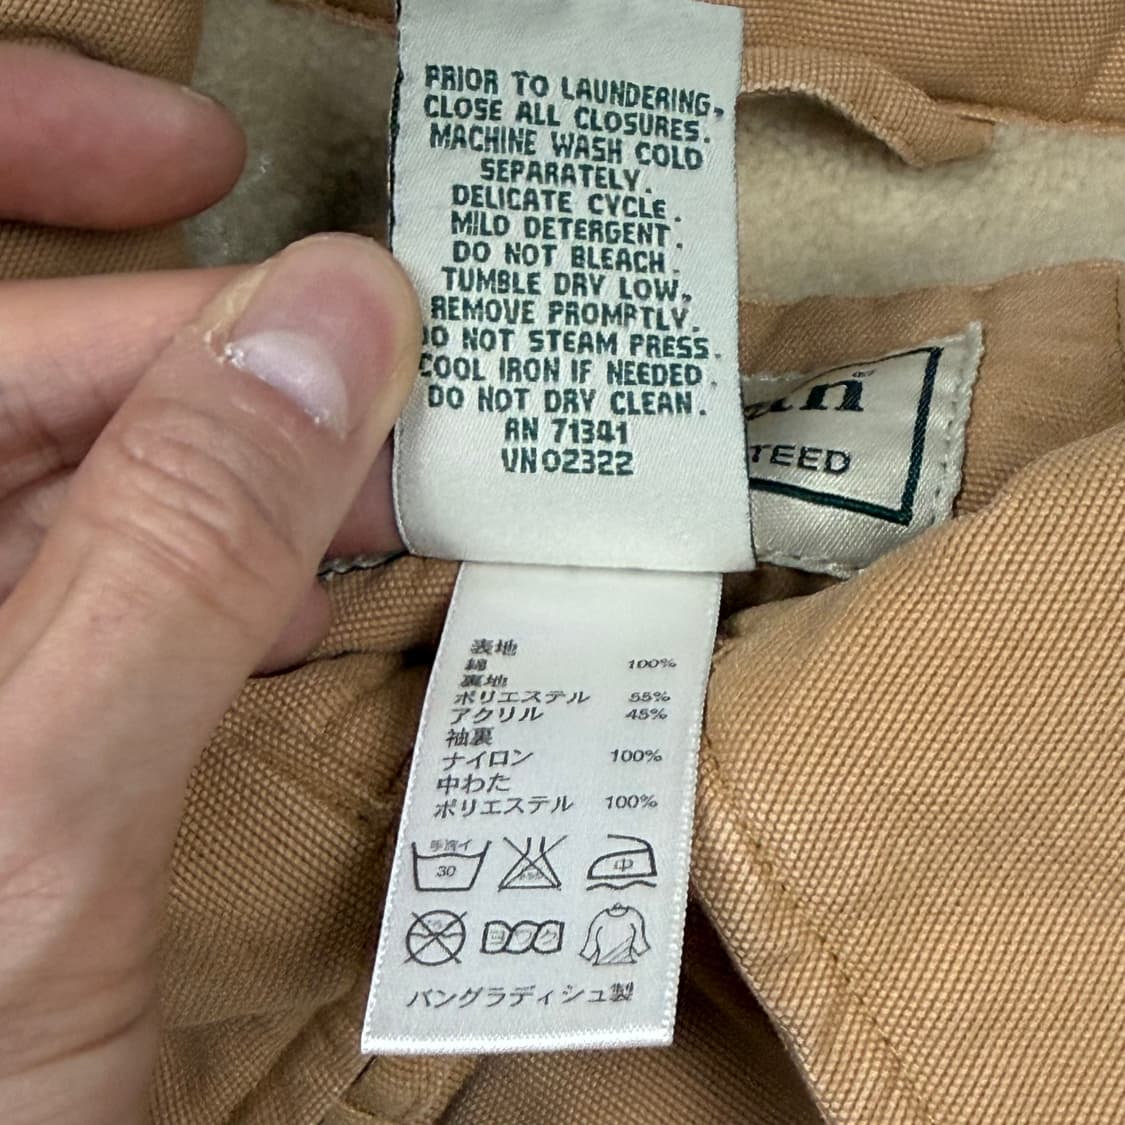 PRIOR TO LAUNDERING,
CLOSE ALL CLOSURES.
MACHINE WASH COLD
SEPARATELY.
DELICATE CYCLE.
MILD DETERGENT.
DO NOT BLEACH.
TUMBLE DRY LOW,
REMOVE PROMPTLY.
DO NOT STEAM PRESS.
COOL IRON IF NEEDED.
DO NOT DRY CLEAN.
RN 71341
VN 02322
TEED
表地
綿 100%
裏地
ポリエステル 55%
アクリル 45%
袖裏
ナイロン 100%
中わた
ポリエステル 100%
手洗イ
30
中
ヨワク
バングラディシュ製